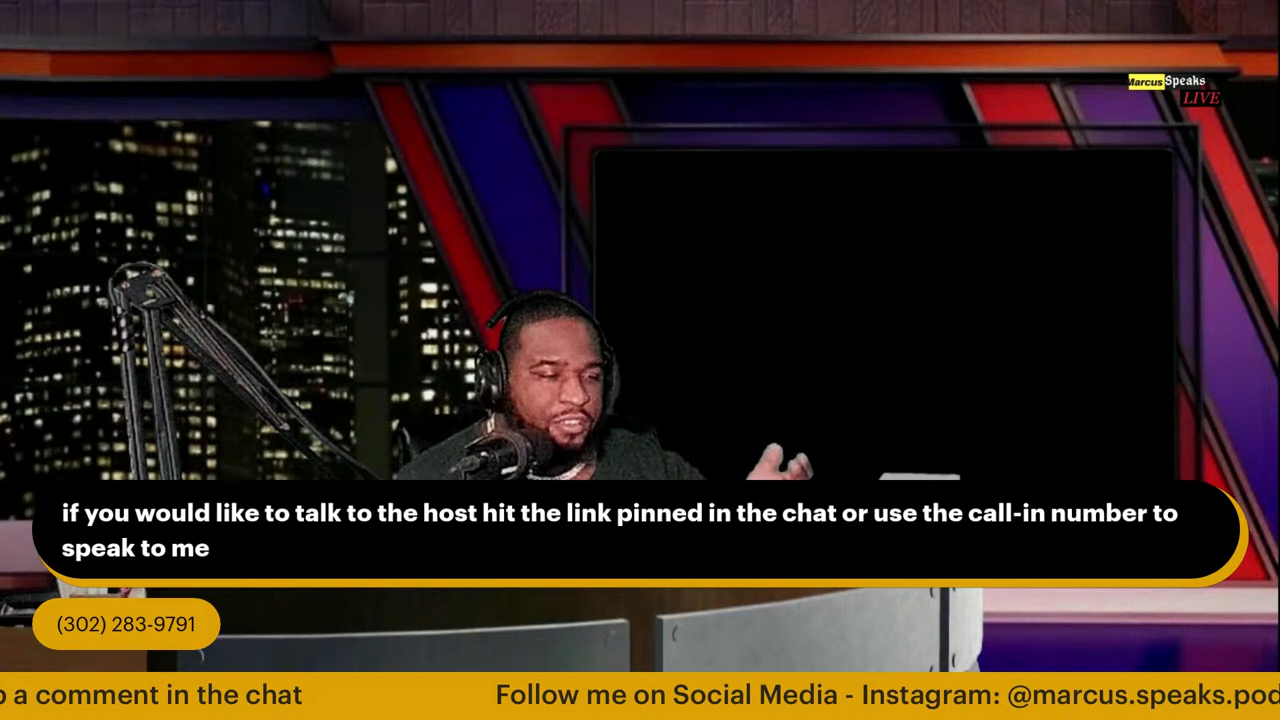 Marcus Speaks
LIVE
if you would like to talk to the host hit the link pinned in the chat or use the call-in number to
speak to me
(302) 283-9791
a comment in the chat Follow me on Social Media - Instagram: @marcus.speaks.pod